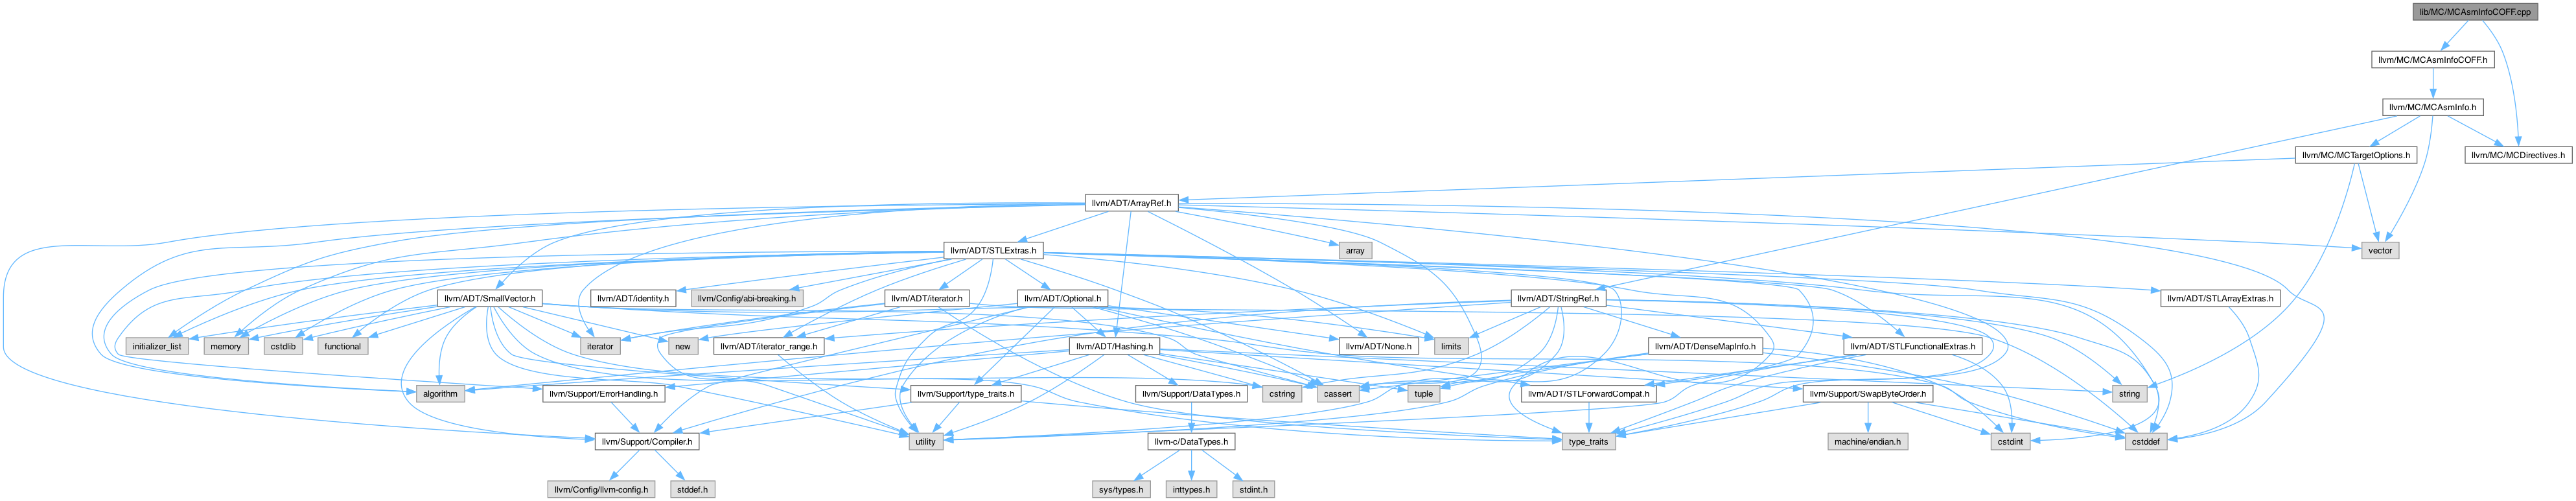 lib/MC/MCAsmInfoCOFF.cpp
llvm/MC/MCAsmInfoCOFF.h
llvm/MC/MCAsmInfo.h
llvm/MC/MCTargetOptions.h
llvm/MC/MCDirectives.h
llvm/ADT/ArrayRef.h
llvm/ADT/STLExtras.h
array
vector
llvm/ADT/SmallVector.h
llvm/ADT/identity.h
llvm/Config/abi-breaking.h
llvm/ADT/iterator.h
llvm/ADT/Optional.h
llvm/ADT/StringRef.h
llvm/ADT/STLArrayExtras.h
initializer_list
memory
cstdlib
functional
iterator
new
llvm/ADT/iterator_range.h
llvm/ADT/Hashing.h
llvm/ADT/None.h
limits
llvm/ADT/DenseMapInfo.h
llvm/ADT/STLFunctionalExtras.h
algorithm
llvm/Support/ErrorHandling.h
llvm/Support/type_traits.h
llvm/Support/DataTypes.h
cstring
cassert
tuple
llvm/ADT/STLForwardCompat.h
llvm/Support/SwapByteOrder.h
string
llvm/Support/Compiler.h
utility
llvm-c/DataTypes.h
type_traits
machine/endian.h
cstdint
cstddef
llvm/Config/llvm-config.h
stddef.h
sys/types.h
inttypes.h
stdint.h